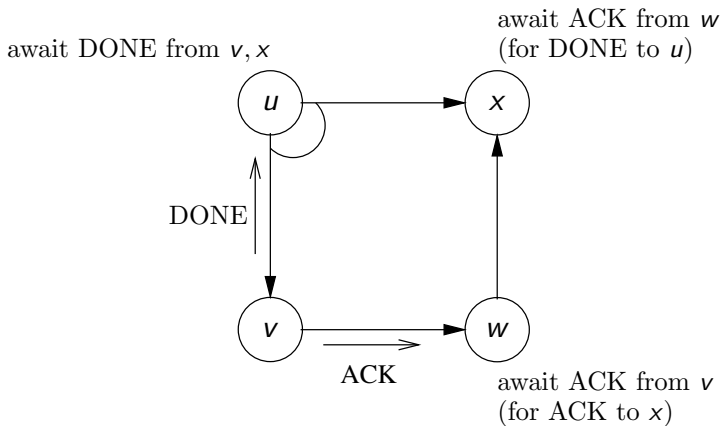 await ACK from w
(for DONE to u)
await DONE from v, x
u
x
DONE
v
w
ACK
await ACK from v
(for ACK to x)